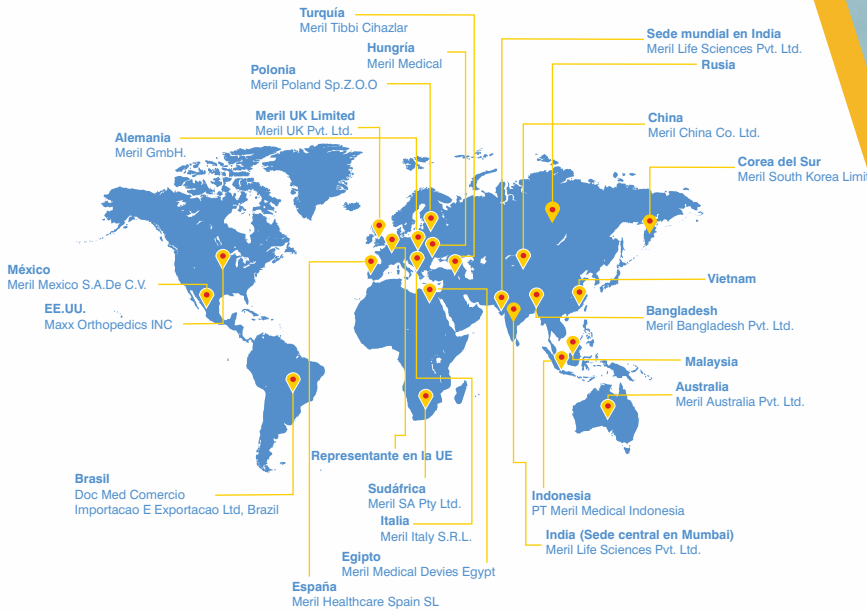 Turquía
Meril Tibbi Cihazlar
Hungría
Meril Medical
Polonia
Meril Poland Sp.Z.O.O
Meril UK Limited
Meril UK Pvt. Ltd.
Alemania
Meril GmbH.
Sede mundial en India
Meril Life Sciences Pvt. Ltd.
Rusia
China
Meril China Co. Ltd.
Corea del Sur
Meril South Korea Limit
México
Meril Mexico S.A.De C.V.
EE.UU.
Maxx Orthopedics INC
Vietnam
Bangladesh
Meril Bangladesh Pvt. Ltd.
Malaysia
Australia
Meril Australia Pvt. Ltd.
Representante en la UE
Brasil
Doc Med Comercio
Importacao E Exportacao Ltd, Brazil
Sudáfrica
Meril SA Pty Ltd.
Italia
Meril Italy S.R.L.
Egipto
Meril Medical Devies Egypt
España
Meril Healthcare Spain SL
Indonesia
PT Meril Medical Indonesia
India (Sede central en Mumbai)
Meril Life Sciences Pvt. Ltd.